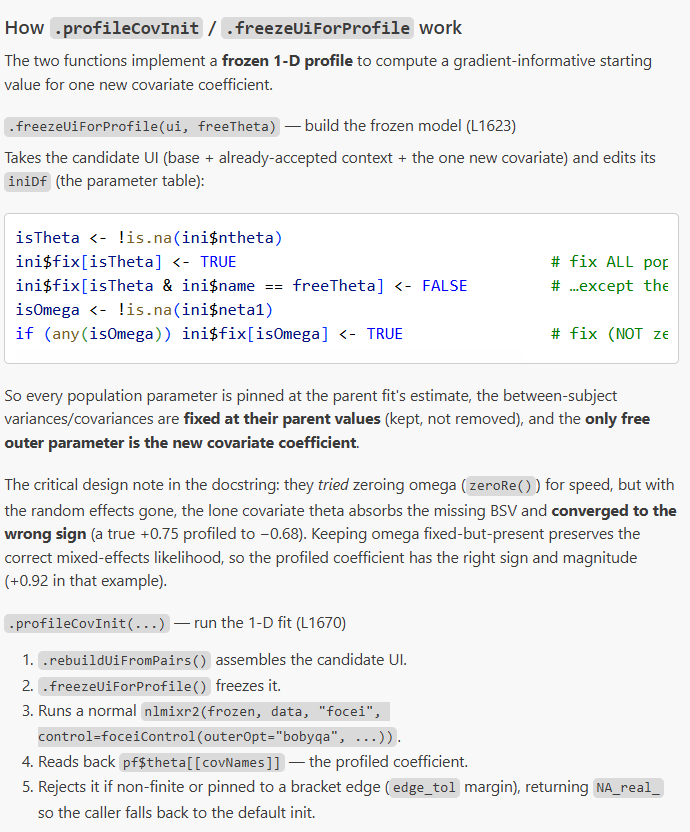 How .profileCovInit / .freezeUiForProfile work
The two functions implement a frozen 1-D profile to compute a gradient-informative starting
value for one new covariate coefficient.
.freezeUiForProfile(ui, freeTheta) — build the frozen model (L1623)
Takes the candidate UI (base + already-accepted context + the one new covariate) and edits its
iniDf (the parameter table):
isTheta <- !is.na(ini$ntheta)
ini$fix[isTheta] <- TRUE # fix ALL pop
ini$fix[isTheta & ini$name == freeTheta] <- FALSE # …except the
isOmega <- !is.na(ini$neta1)
if (any(isOmega)) ini$fix[isOmega] <- TRUE # fix (NOT ze
So every population parameter is pinned at the parent fit's estimate, the between-subject
variances/covariances are fixed at their parent values (kept, not removed), and the only free
outer parameter is the new covariate coefficient.
The critical design note in the docstring: they tried zeroing omega (zeroRe()) for speed, but with
the random effects gone, the lone covariate theta absorbs the missing BSV and converged to the
wrong sign (a true +0.75 profiled to −0.68). Keeping omega fixed-but-present preserves the
correct mixed-effects likelihood, so the profiled coefficient has the right sign and magnitude
(+0.92 in that example).
.profileCovInit(...) — run the 1-D fit (L1670)
1. .rebuildUiFromPairs() assembles the candidate UI.
2. .freezeUiForProfile() freezes it.
3. Runs a normal nlmixr2(frozen, data, "focei",
control=foceiControl(outerOpt="bobyqa", ...)).
4. Reads back pf$theta[[covNames]] — the profiled coefficient.
5. Rejects it if non-finite or pinned to a bracket edge (edge_tol margin), returning NA_real_
so the caller falls back to the default init.